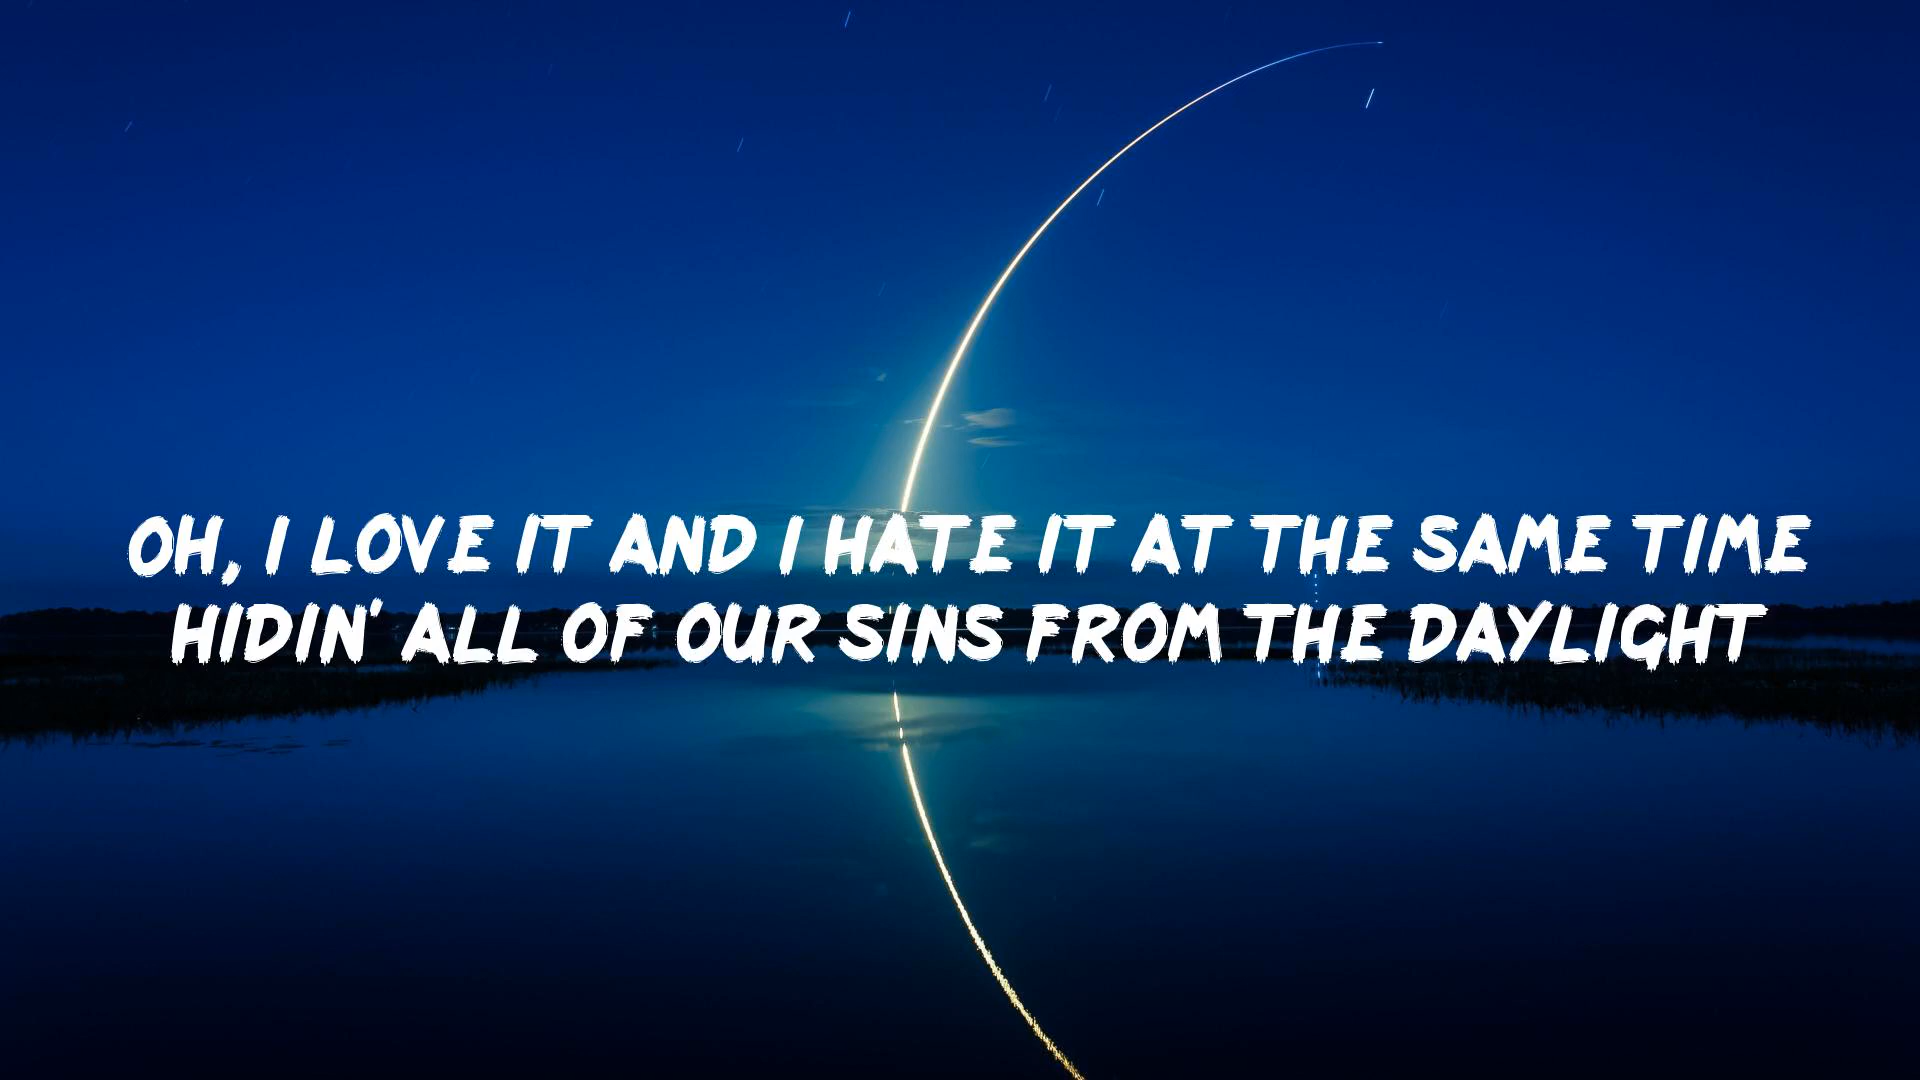 OH, I LOVE IT AND I HATE IT AT THE SAME TIME
HIDIN' ALL OF OUR SINS FROM THE DAYLIGHT